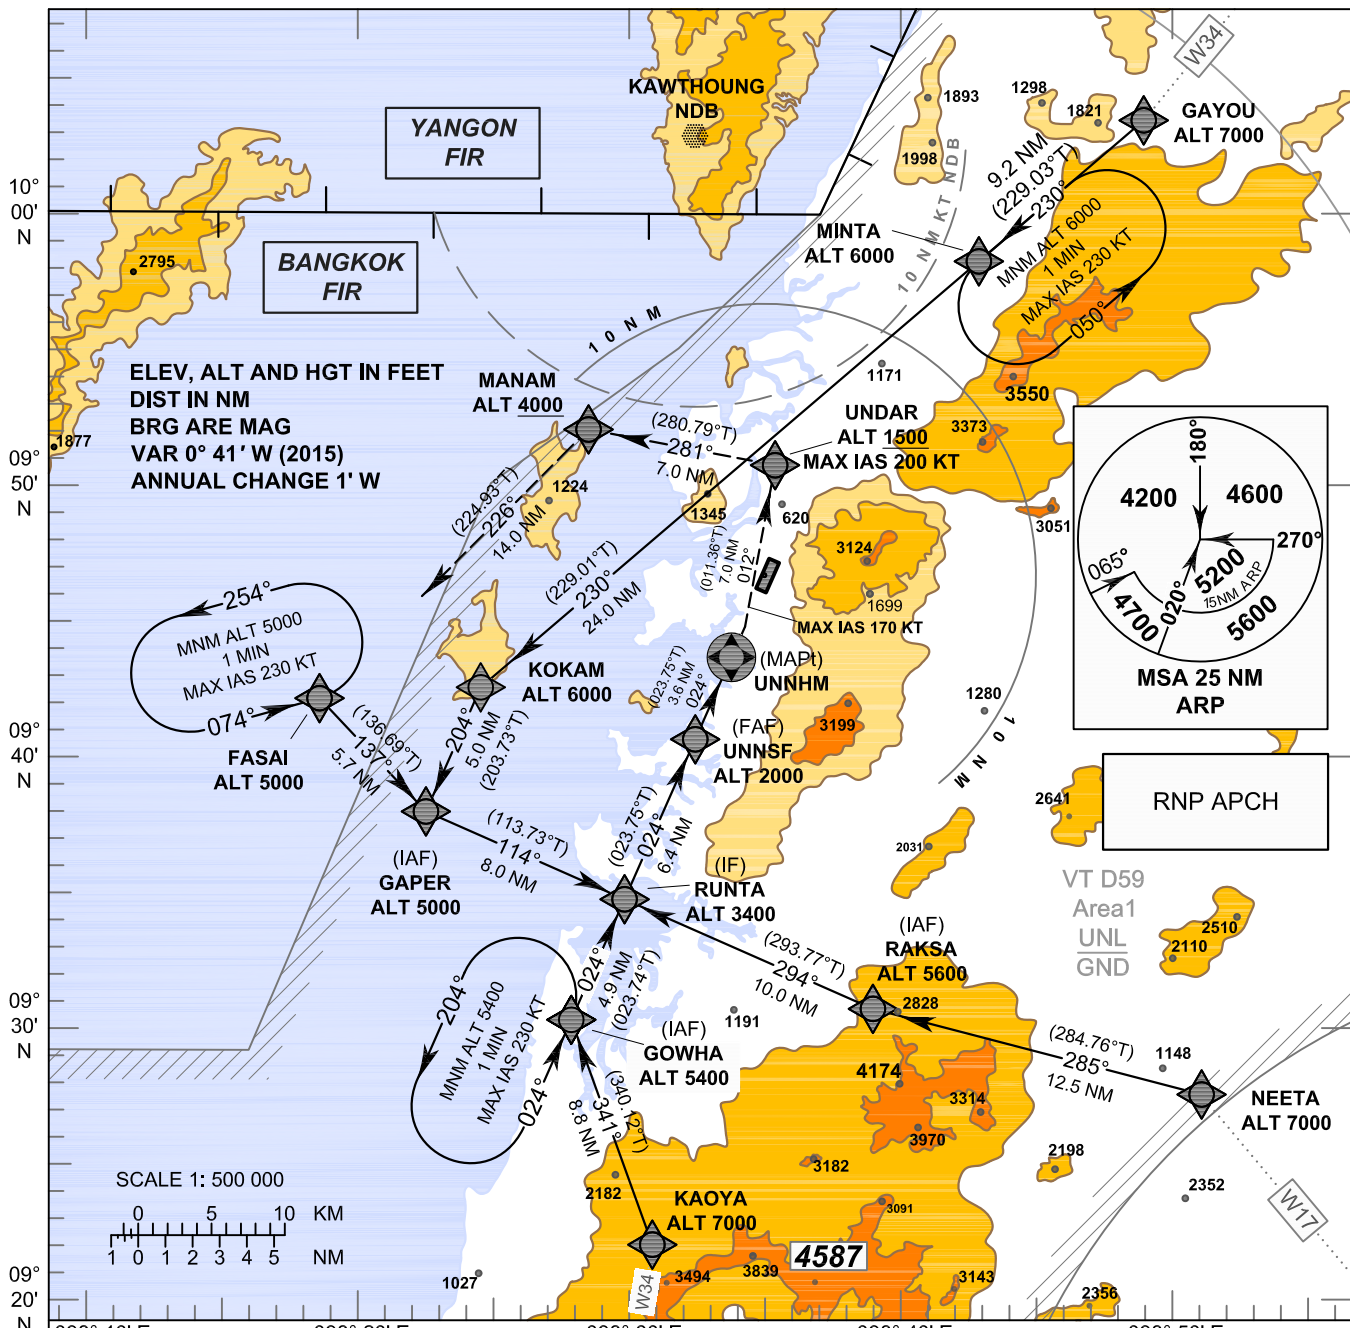 W34
KAWTHOUNG
NDB
1893
1298
1821
GAYOU
ALT 7000
YANGON
FIR
1998
9.2 NM
(229.03°T)
230°
10°
00'
N
10 NM KT NDB
MINTA
ALT 6000
MNM ALT 6000
1 MIN
MAX IAS 230 KT
050°
2795
BANGKOK
FIR
10 NM
ELEV, ALT AND HGT IN FEET
DIST IN NM
BRG ARE MAG
VAR 0° 41' W (2015)
ANNUAL CHANGE 1' W
MANAM
ALT 4000
1171
3550
(280.79°T)
281°
7.0 NM
UNDAR
ALT 1500
MAX IAS 200 KT
3373
1877
09°
50'
N
(224.93°T)
226°
14.0 NM
1224
1345
620
3051
180°
4200
4600
270°
065°
020°
5200
15NM ARP
4700
5600
MSA 25 NM
ARP
3124
1699
(011.36°T)
7.0 NM
012°
(229.01°T)
230°
24.0 NM
MAX IAS 170 KT
254°
MNM ALT 5000
1 MIN
MAX IAS 230 KT
074°
KOKAM
ALT 6000
(MAPt)
UNNHM
(023.75°T)
3.6 NM
024°
1280
3199
09°
40'
N
FASAI
ALT 5000
(136.69°T)
137°
5.7 NM
204°
5.0 NM
(203.73°T)
(FAF)
UNNSF
ALT 2000
10 NM
2641
RNP APCH
(113.73°T)
114°
8.0 NM
(023.75°T)
024°
6.4 NM
2031
(IAF)
GAPER
ALT 5000
(IF)
RUNTA
ALT 3400
VT D59
Area1
UNL
GND
2510
2110
(IAF)
RAKSA
ALT 5600
(293.77°T)
294°
10.0 NM
2828
09°
30'
N
204°
MNM ALT 5400
1 MIN
MAX IAS 230 KT
024°
024°
4.9 NM
(023.74°T)
1191
(IAF)
GOWHA
ALT 5400
(284.76°T)
285°
12.5 NM
1148
4174
3314
3970
NEETA
ALT 7000
(340.12°T)
341°
8.8 NM
3182
2198
2352
SCALE 1: 500 000
0 5 10 KM
1 0 1 2 3 4 5 NM
2182
KAOYA
ALT 7000
3091
W17
4587
1027
W34
3494
3839
3143
2356
09°
20'
N